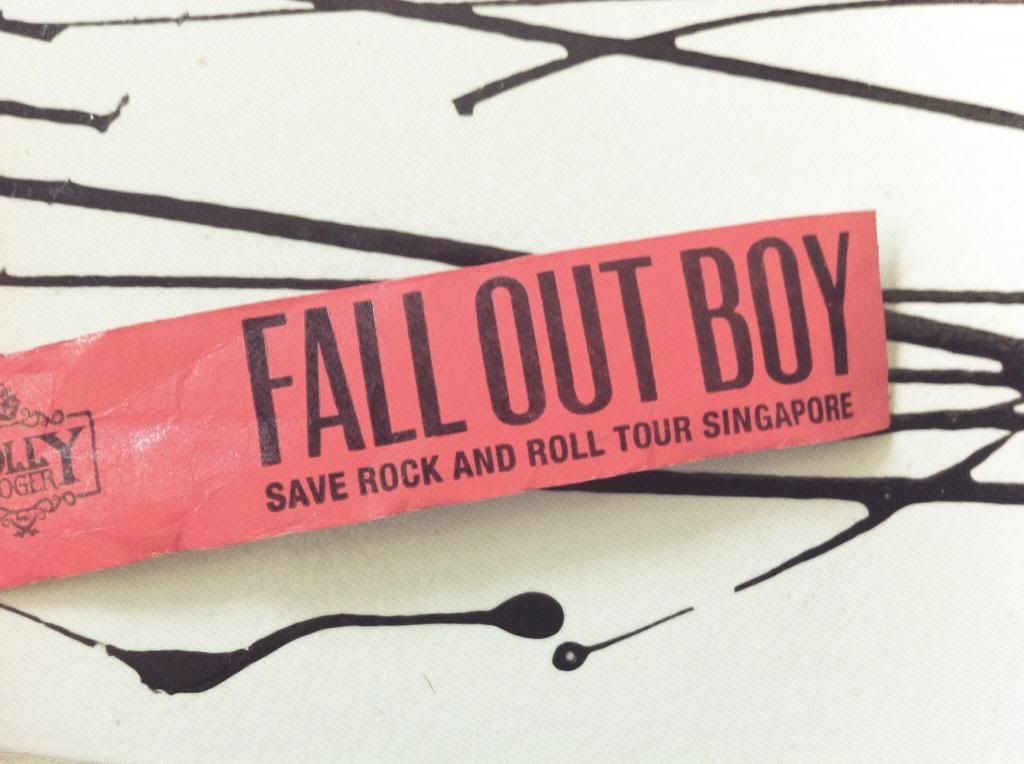 FALL OUT BOY
SAVE ROCK AND ROLL TOUR SINGAPORE